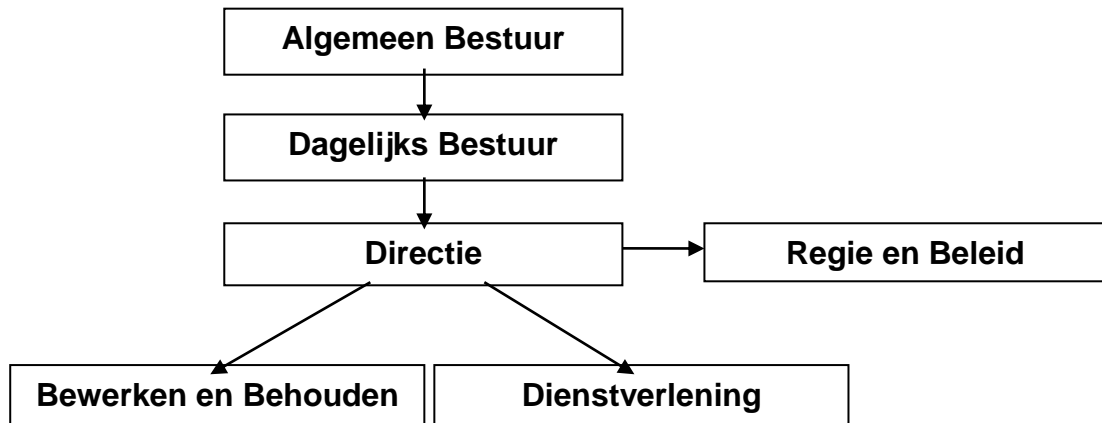 Algemeen Bestuur
Dagelijks Bestuur
Directie
Regie en Beleid
Bewerken en Behouden
Dienstverlening